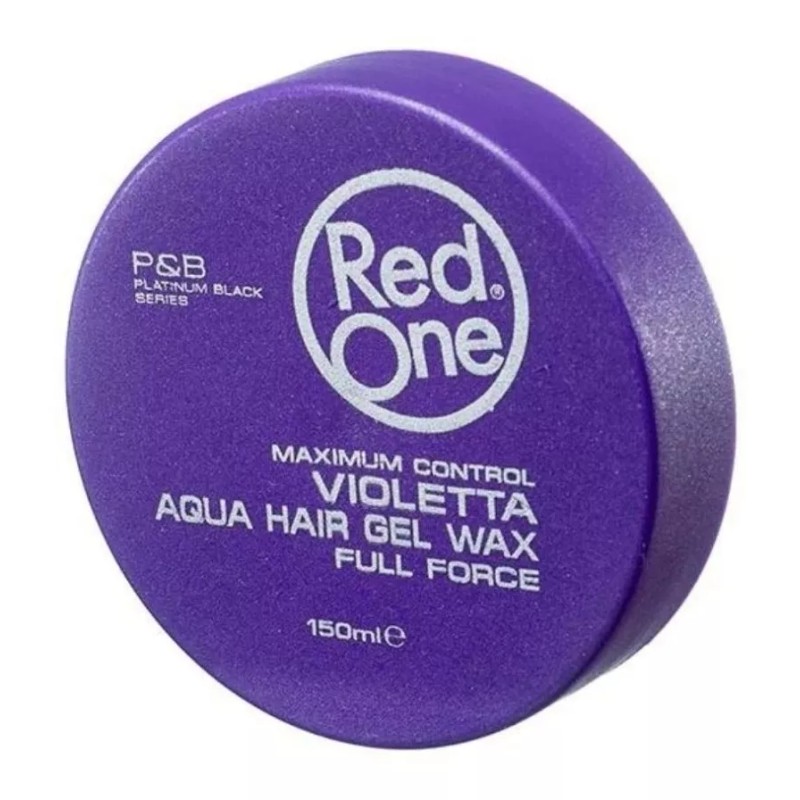 P&B
PLATINUM BLACK
SERIES
Red®
One
MAXIMUM CONTROL
VIOLETTA
AQUA HAIR GEL WAX
FULL FORCE
150ml℮